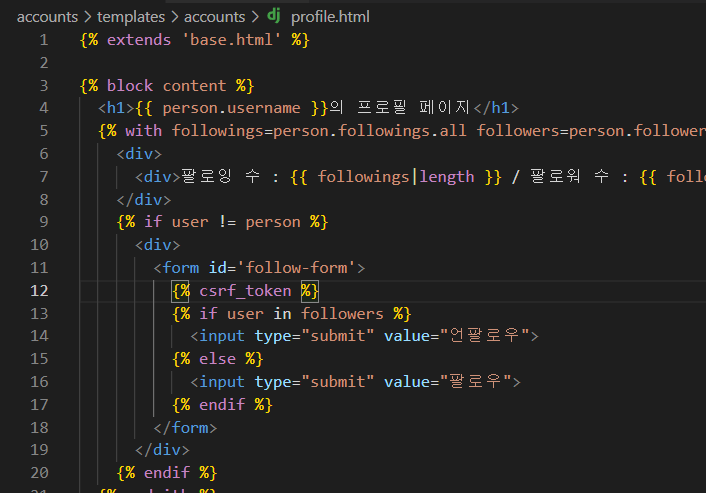 accounts > templates > accounts > dj profile.html
1 {% extends 'base.html' %}
2
3 {% block content %}
4 <h1>{{ person.username }}의 프로필 페이지</h1>
5 {% with followings=person.followings.all followers=person.follower
6 <div>
7 <div>팔로잉 수 : {{ followings|length }} / 팔로워 수 : {{ follo
8 </div>
9 {% if user != person %}
10 <div>
11 <form id='follow-form'>
12 {% csrf_token %}
13 {% if user in followers %}
14 <input type="submit" value="언팔로우">
15 {% else %}
16 <input type="submit" value="팔로우">
17 {% endif %}
18 </form>
19 </div>
20 {% endif %}